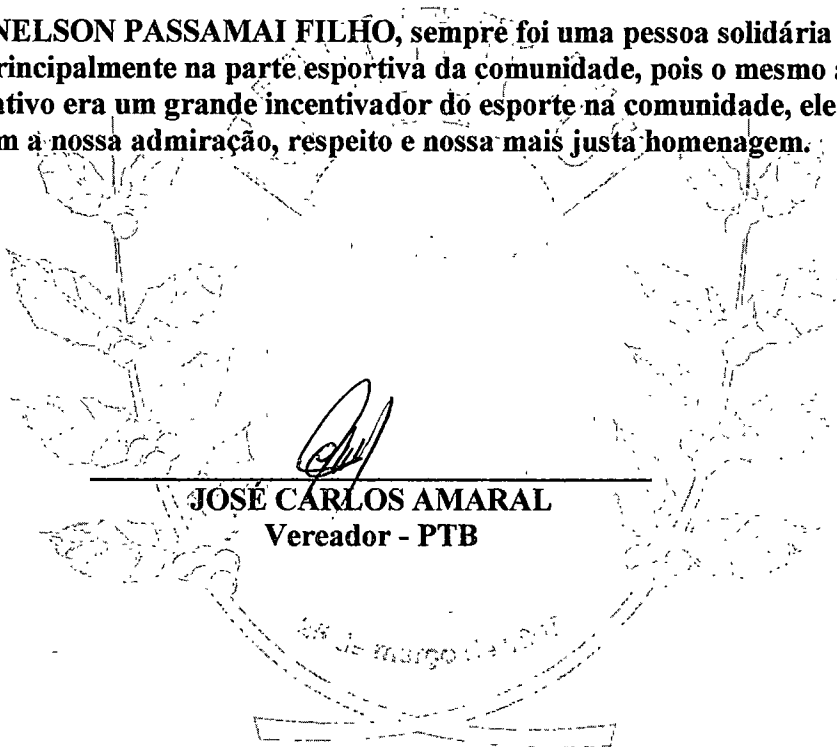 NELSON PASSAMAI FILHO, sempre foi uma pessoa solidária
rincipalmente na parte esportiva da comunidade, pois o mesmo a
ativo era um grande incentivador do esporte na comunidade, ele
m a nossa admiração, respeito e nossa mais justa homenagem.
JOSÉ CARLOS AMARAL
Vereador - PTB
de março